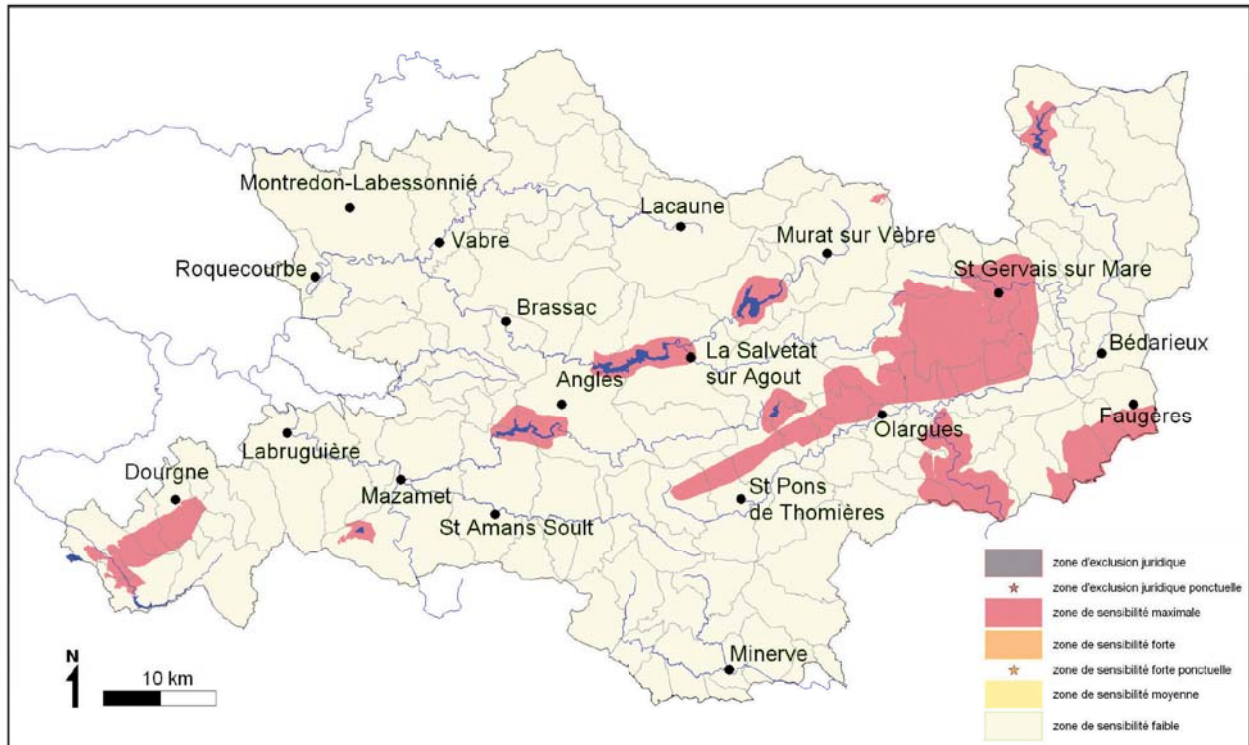 Montredon-Labessonnié
Lacaune
Vabre
Murat sur Vèbre
Roquecourbe
St Gervais sur Mare
Brassac
La Salvetat
sur Agout
Bédarieux
Anglès
Faugères
Olargues
Labruguière
Dourgne
Mazamet
St Pons
de Thomières
St Amans Soult
Minerve
N
10 km
zone d'exclusion juridique
zone d'exclusion juridique ponctuelle
zone de sensibilité maximale
zone de sensibilité forte
zone de sensibilité forte ponctuelle
zone de sensibilité moyenne
zone de sensibilité faible